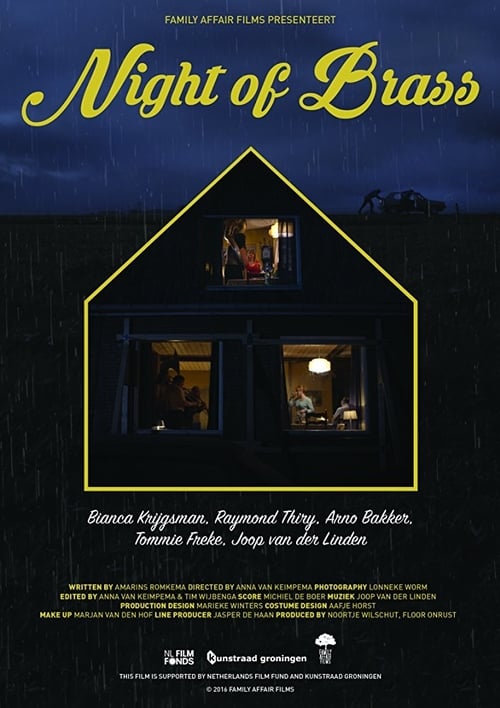 FAMILY AFFAIR FILMS PRESENTEERT
Night of Brass
Bianca Krijgsman, Raymond Thiry, Arno Bakker,
Tommie Freke, Joop van der Linden
WRITTEN BY AMARINS ROMKEMA DIRECTED BY ANNA VAN KEIMPEMA PHOTOGRAPHY LONNEKE WORM
EDITED BY ANNA VAN KEIMPEMA & TIM WIJBENGA SCORE MICHIEL DE BOER MUZIEK JOOP VAN DER LINDEN
PRODUCTION DESIGN MARIEKE WINTERS COSTUME DESIGN AAFJE HORST
MAKE UP MARJAN VAN DEN HOF LINE PRODUCER JASPER DE HAAN PRODUCED BY NOORTJE WILSCHUT, FLOOR ONRUST
NL FILM
FONDS
kunstraad groningen
FAMILY
AFFAIR
FILMS
THIS FILM IS SUPPORTED BY NETHERLANDS FILM FUND AND KUNSTRAAD GRONINGEN
© 2016 FAMILY AFFAIR FILMS